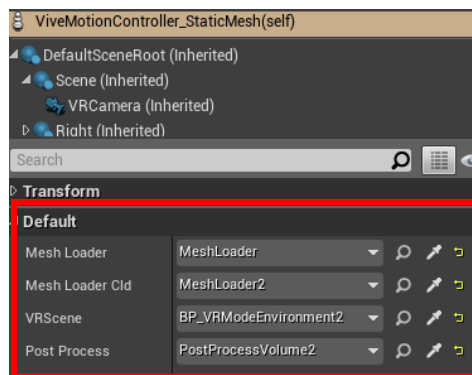 ViveMotionController_StaticMesh(self)
DefaultSceneRoot (Inherited)
Scene (Inherited)
VRCamera (Inherited)
Right (Inherited)
Search
Transform
Default
Mesh Loader MeshLoader
Mesh Loader Cld MeshLoader2
VRScene BP_VRModeEnvironment2
Post Process PostProcessVolume2